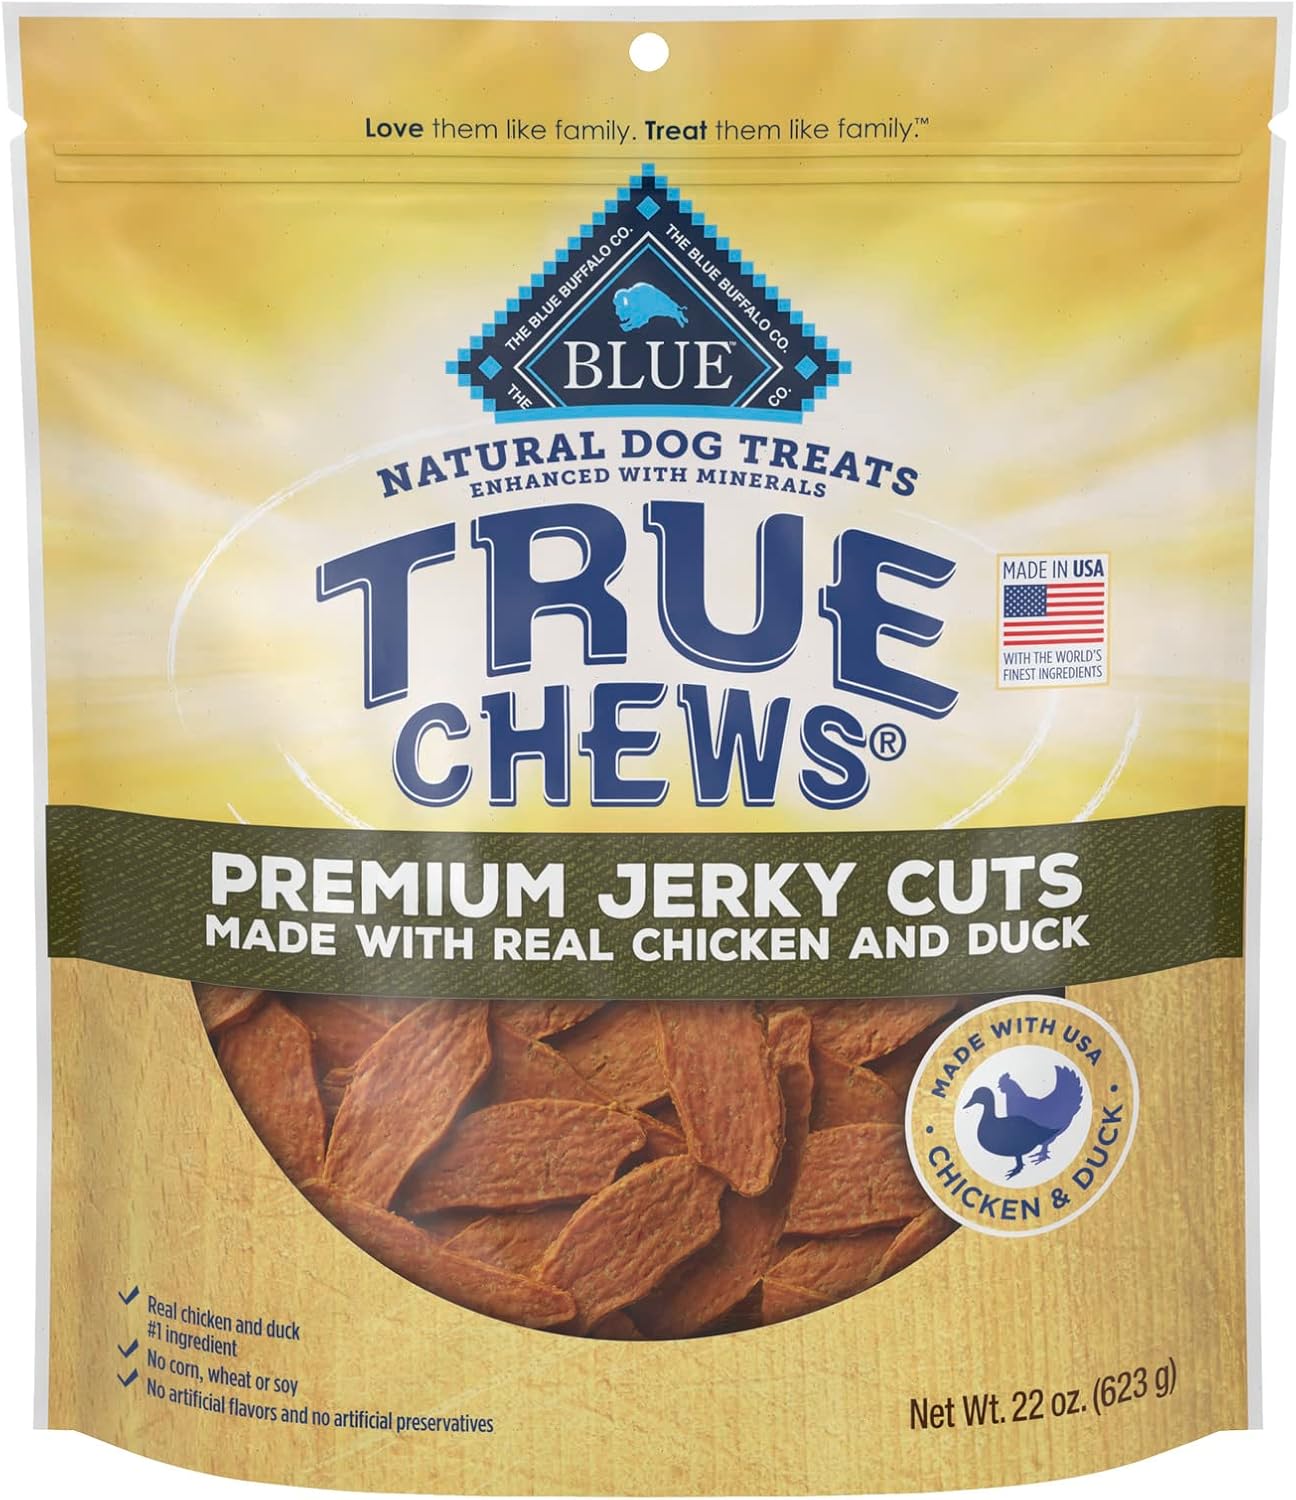 Love them like family. Treat them like family.™
THE BLUE BUFFALO CO.
THE BLUE BUFFALO CO.
BLUE™
THE
CO.
NATURAL DOG TREATS
ENHANCED WITH MINERALS
TRUE
CHEWS®
MADE IN USA
WITH THE WORLD'S
FINEST INGREDIENTS
PREMIUM JERKY CUTS
MADE WITH REAL CHICKEN AND DUCK
MADE WITH USA
• CHICKEN & DUCK •
Real chicken and duck
#1 ingredient
No corn, wheat or soy
No artificial flavors and no artificial preservatives
Net Wt. 22 oz. (623 g)